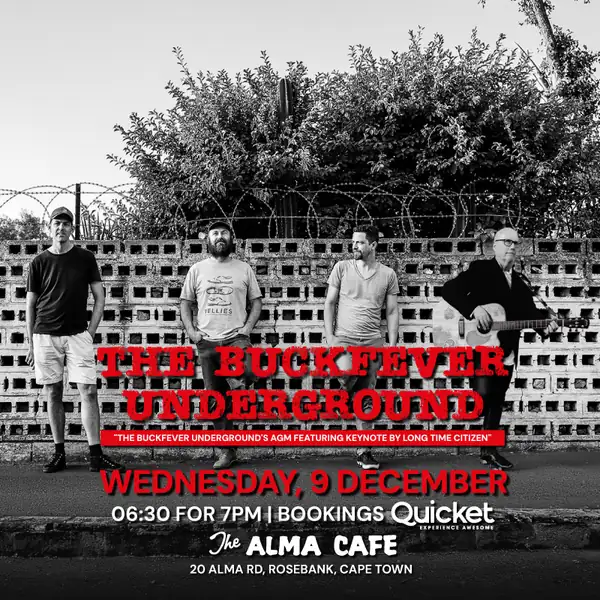 YELLIES
THE BUCKFEVER
UNDERGROUND
"THE BUCKFEVER UNDERGROUND'S AGM FEATURING KEYNOTE BY LONG TIME CITIZEN"
WEDNESDAY, 9 DECEMBER
06:30 FOR 7PM | BOOKINGS Quicket
EXPERIENCE AWESOME
The ALMA CAFE
20 ALMA RD, ROSEBANK, CAPE TOWN